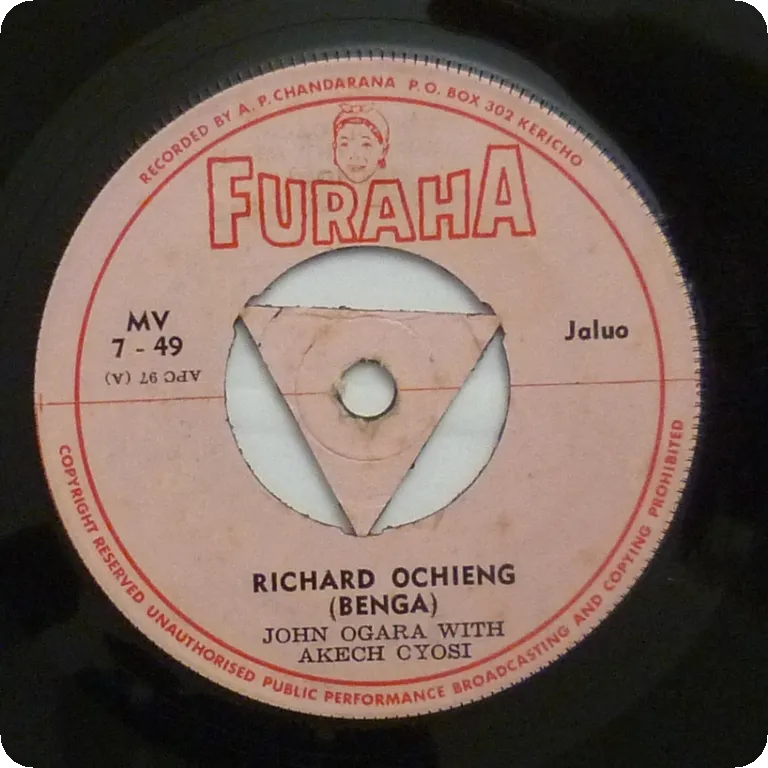 RECORDED BY A. P. CHANDARANA P. O. BOX 302 KERICHO
FURAHA
MV
7 - 49
Jaluo
APC 97 (A)
RICHARD OCHIENG
(BENGA)
JOHN OGARA WITH
AKECH CYOSI
COPYRIGHT RESERVED UNAUTHORISED PUBLIC PERFORMANCE BROADCASTING AND COPYING PROHIBITED